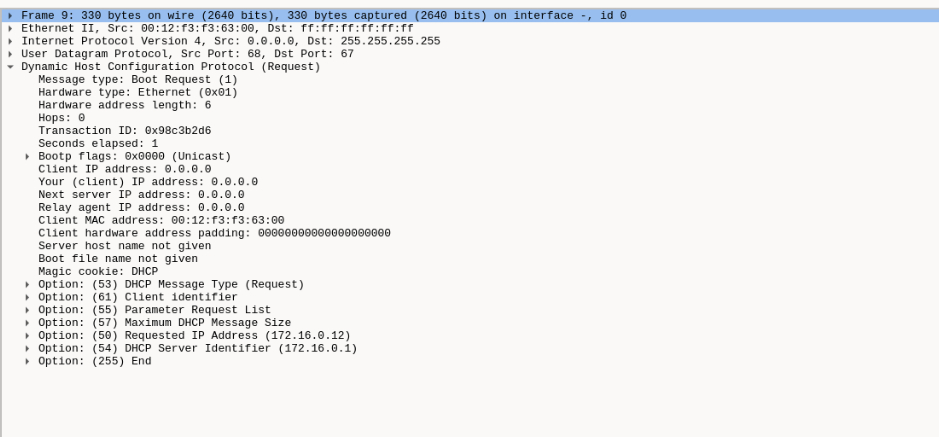 Frame 9: 330 bytes on wire (2640 bits), 330 bytes captured (2640 bits) on interface -, id 0
Ethernet II, Src: 00:12:f3:f3:63:00, Dst: ff:ff:ff:ff:ff:ff
Internet Protocol Version 4, Src: 0.0.0.0, Dst: 255.255.255.255
User Datagram Protocol, Src Port: 68, Dst Port: 67
Dynamic Host Configuration Protocol (Request)
Message type: Boot Request (1)
Hardware type: Ethernet (0x01)
Hardware address length: 6
Hops: 0
Transaction ID: 0x98c3b2d6
Seconds elapsed: 1
Bootp flags: 0x0000 (Unicast)
Client IP address: 0.0.0.0
Your (client) IP address: 0.0.0.0
Next server IP address: 0.0.0.0
Relay agent IP address: 0.0.0.0
Client MAC address: 00:12:f3:f3:63:00
Client hardware address padding: 00000000000000000000
Server host name not given
Boot file name not given
Magic cookie: DHCP
Option: (53) DHCP Message Type (Request)
Option: (61) Client identifier
Option: (55) Parameter Request List
Option: (57) Maximum DHCP Message Size
Option: (50) Requested IP Address (172.16.0.12)
Option: (54) DHCP Server Identifier (172.16.0.1)
Option: (255) End